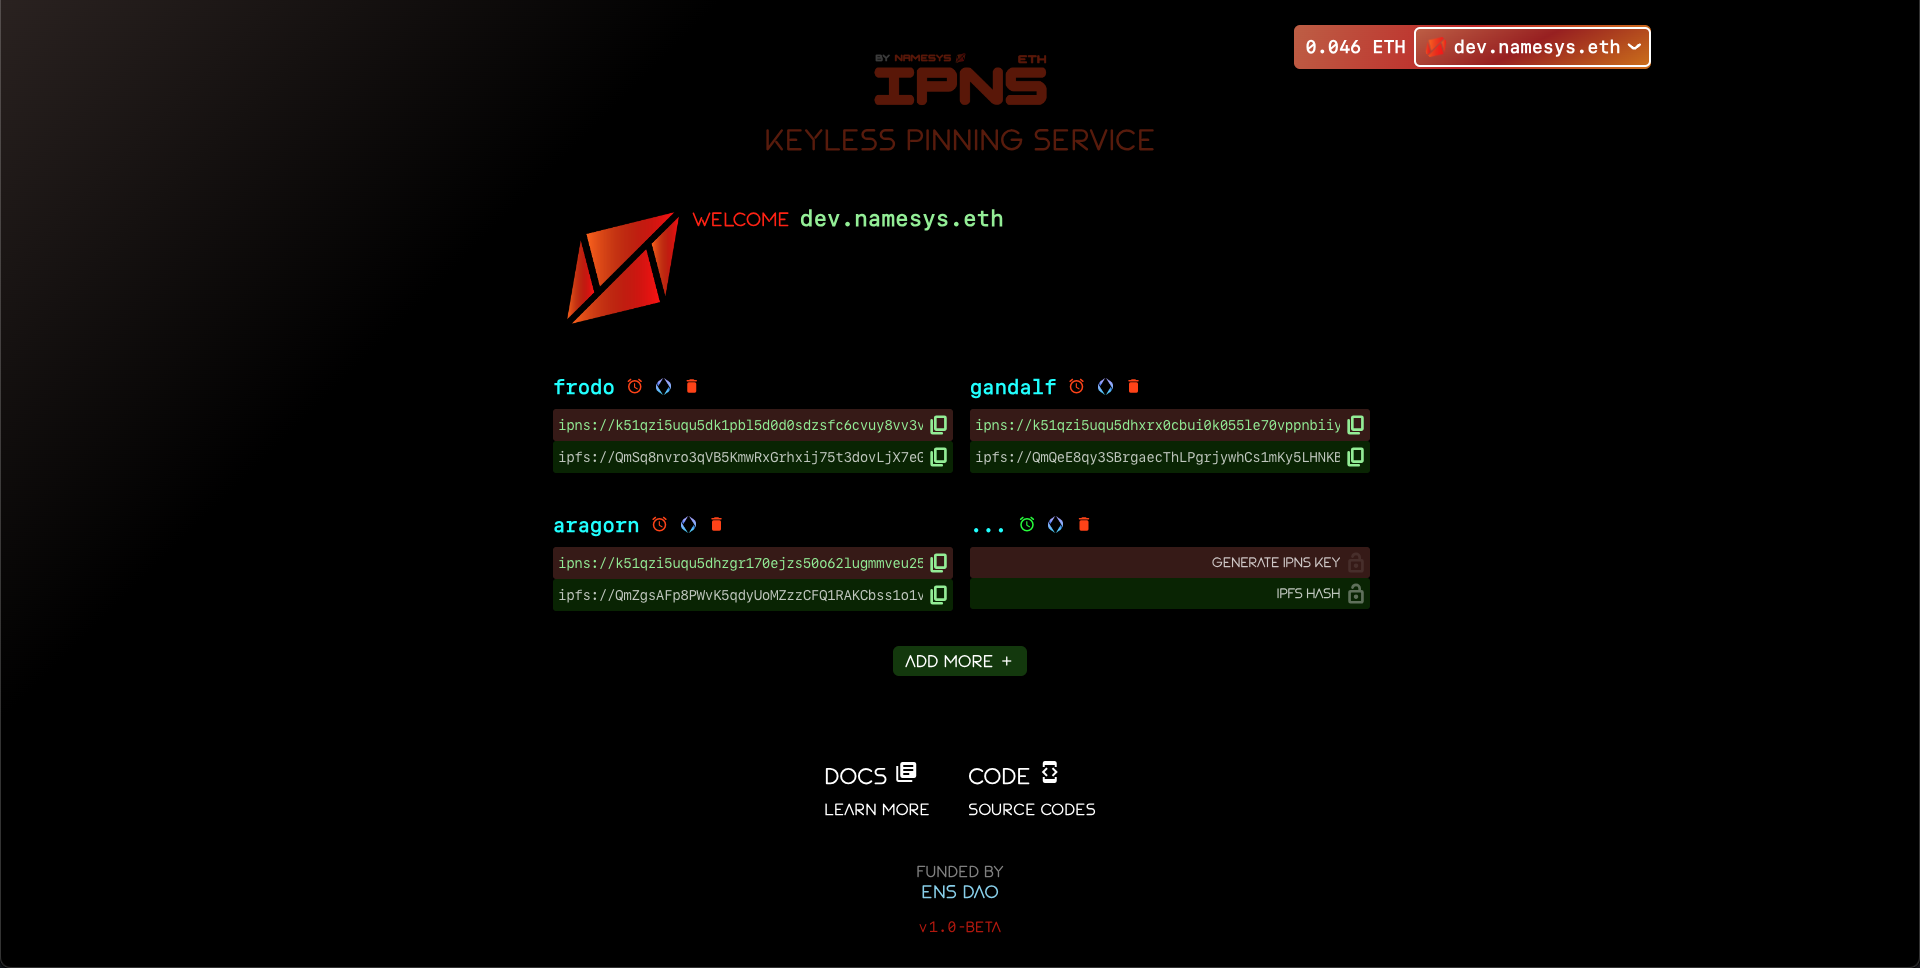 0.046 ETH dev.namesys.eth
BY NAMESYS ETH
IPNS
KEYLESS PINNING SERVICE
WELCOME dev.namesys.eth
frodo
ipns://k51qzi5uqu5dk1pbl5d0d0sdzsfc6cvuy8vv3v
ipfs://QmSq8nvro3qVB5KmwRxGrhxij75t3dovLjX7eG
gandalf
ipns://k51qzi5uqu5dhxrx0cbui0k055le70vppnbiiy
ipfs://QmQeE8qy3SBrgaecThLPgrjywhCs1mKy5LHNKB
aragorn
ipns://k51qzi5uqu5dhzgr170ejzs50o62lugmmveu25
ipfs://QmZgsAFp8PWvK5qdyUoMZzzCFQ1RAKCbss1o1v
...
GENERATE IPNS KEY
IPFS HASH
ADD MORE +
DOCS
LEARN MORE
CODE
SOURCE CODES
FUNDED BY
ENS DAO
v1.0-BETA